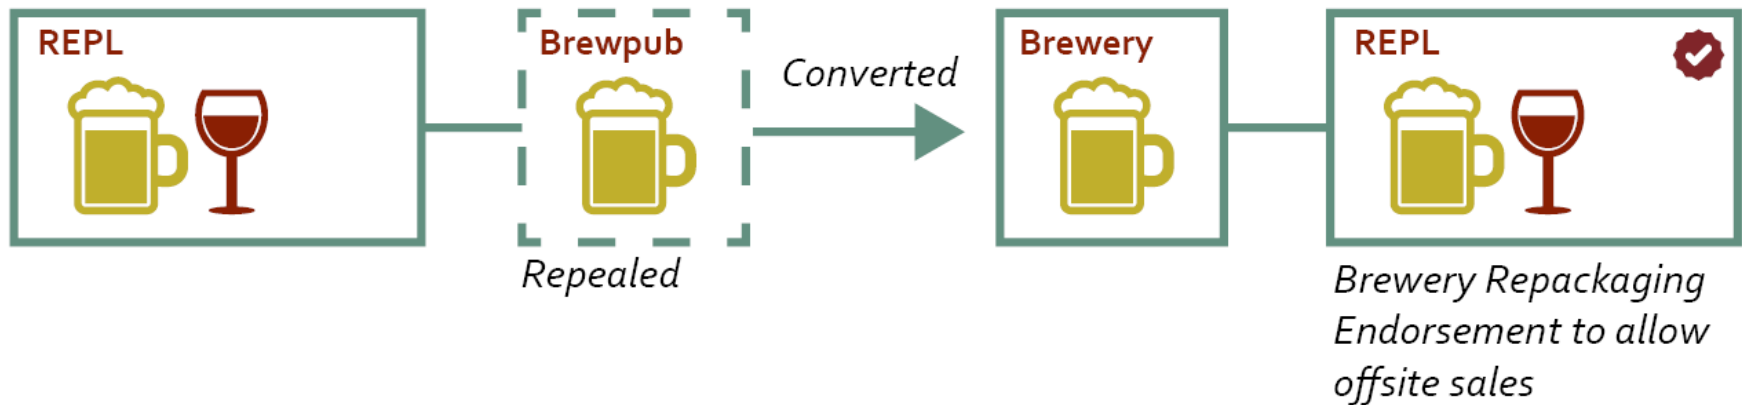 REPL
Brewpub
Converted
Brewery
REPL
Repealed
Brewery Repackaging
Endorsement to allow
offsite sales